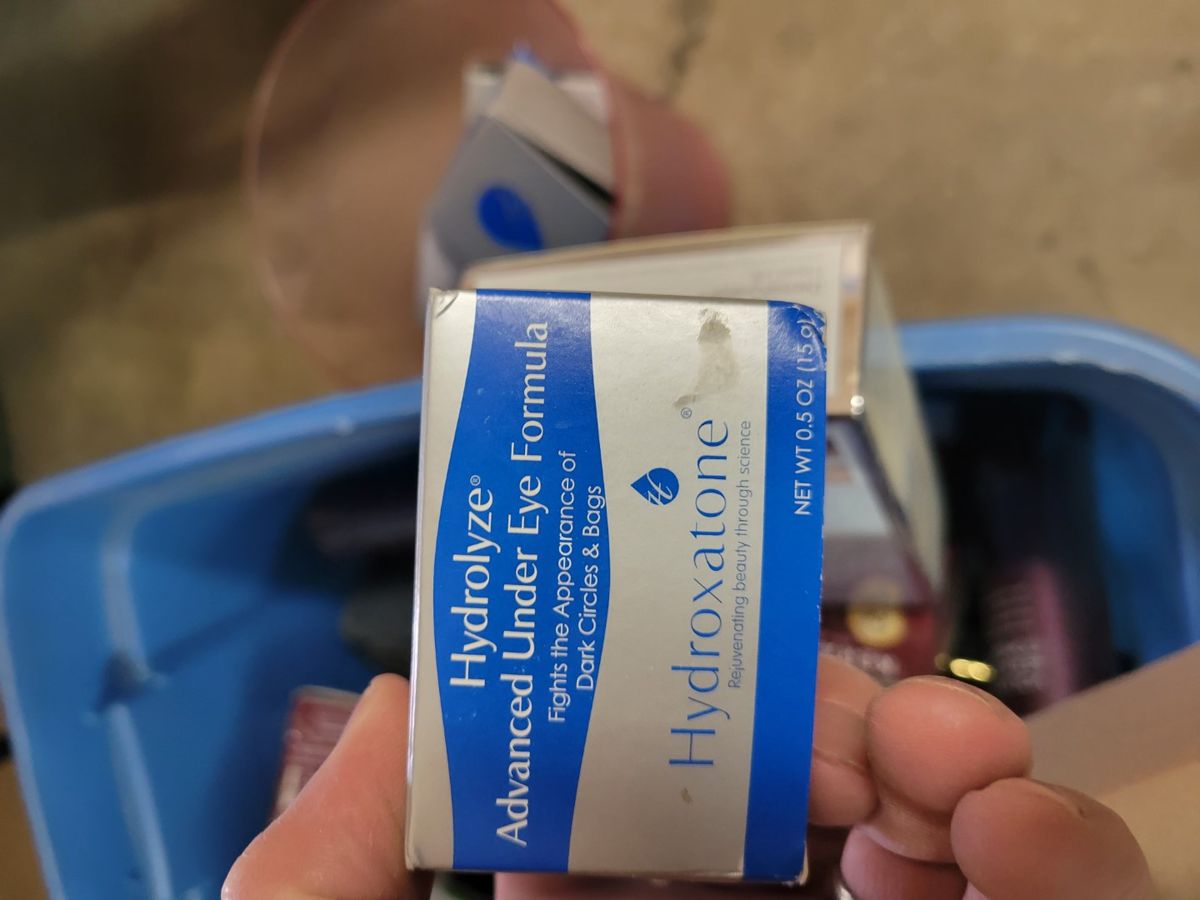 Hydrolyze®
Advanced Under Eye Formula
Fights the Appearance of
Dark Circles & Bags
Hydroxatone®
Rejuvenating beauty through science
NET WT 0.5 OZ (15 g)